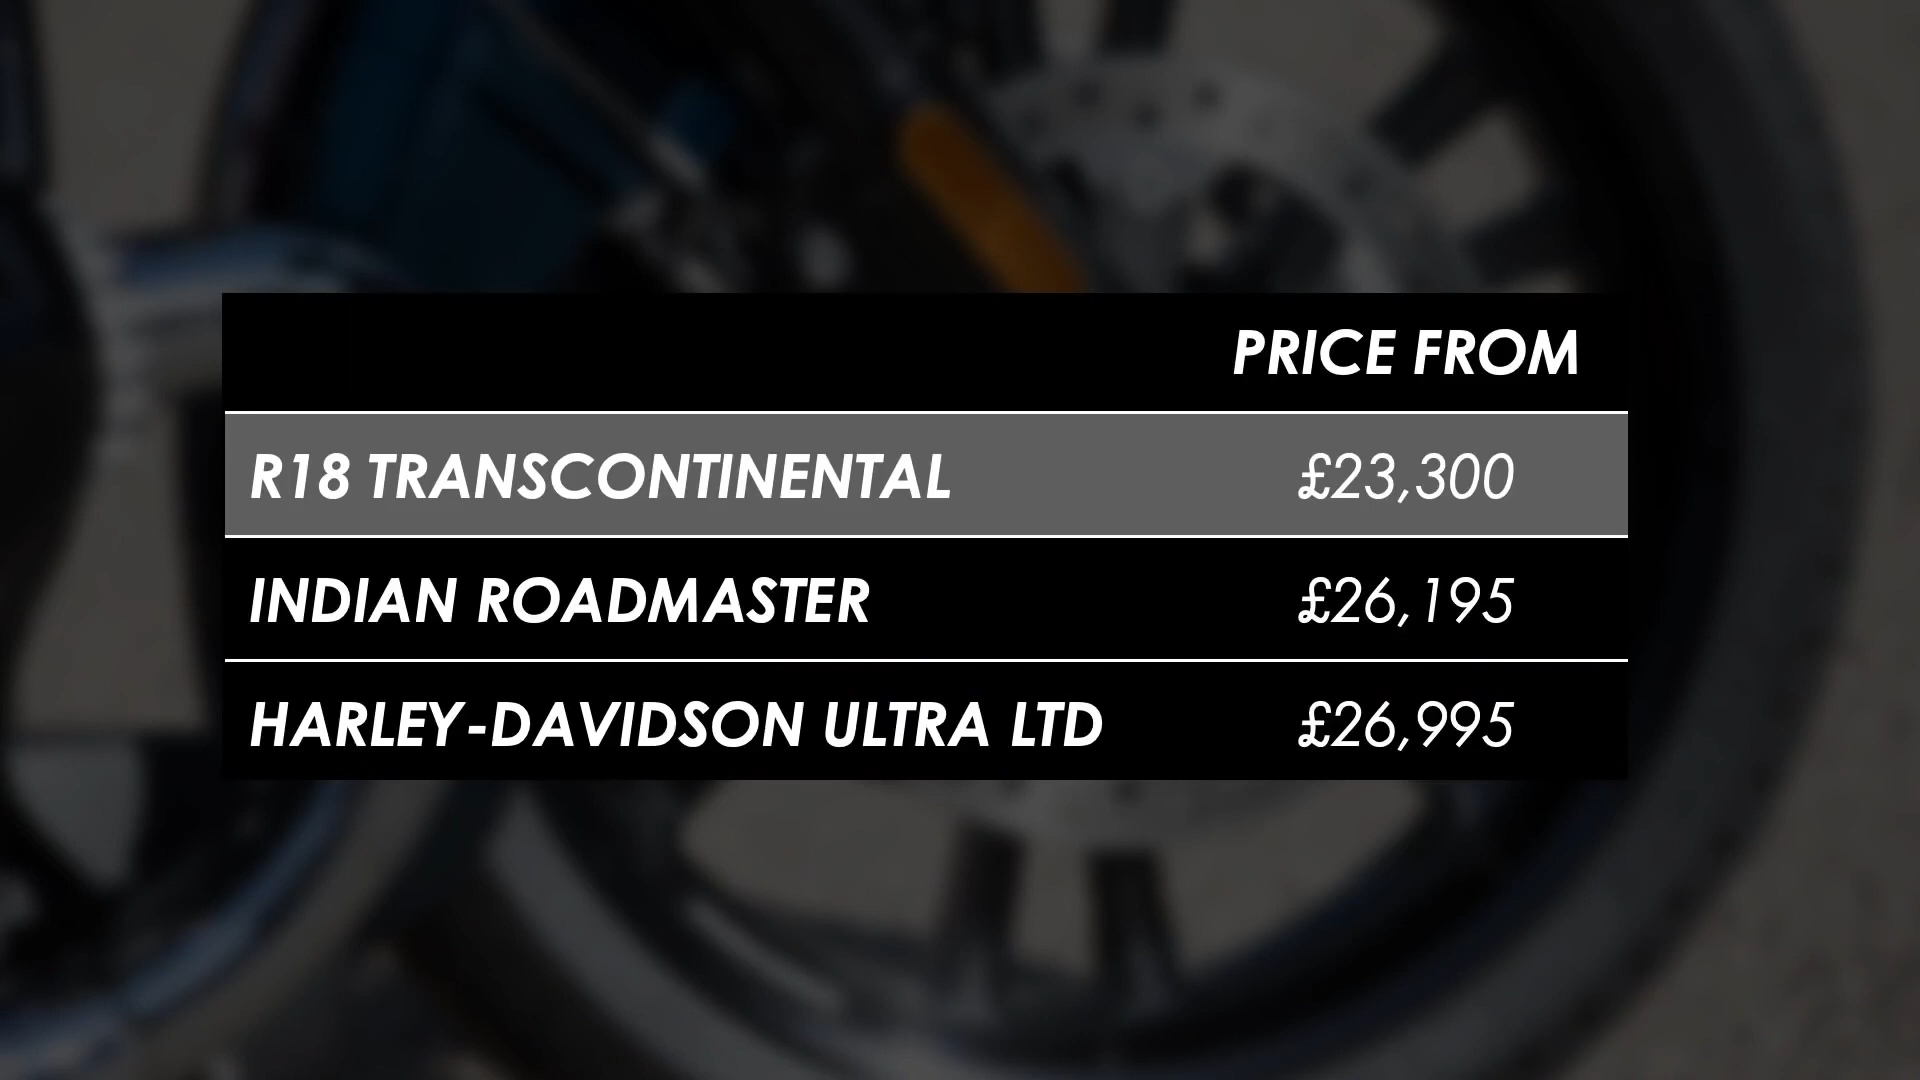 PRICE FROM
R18 TRANSCONTINENTAL £23,300
INDIAN ROADMASTER £26,195
HARLEY-DAVIDSON ULTRA LTD £26,995